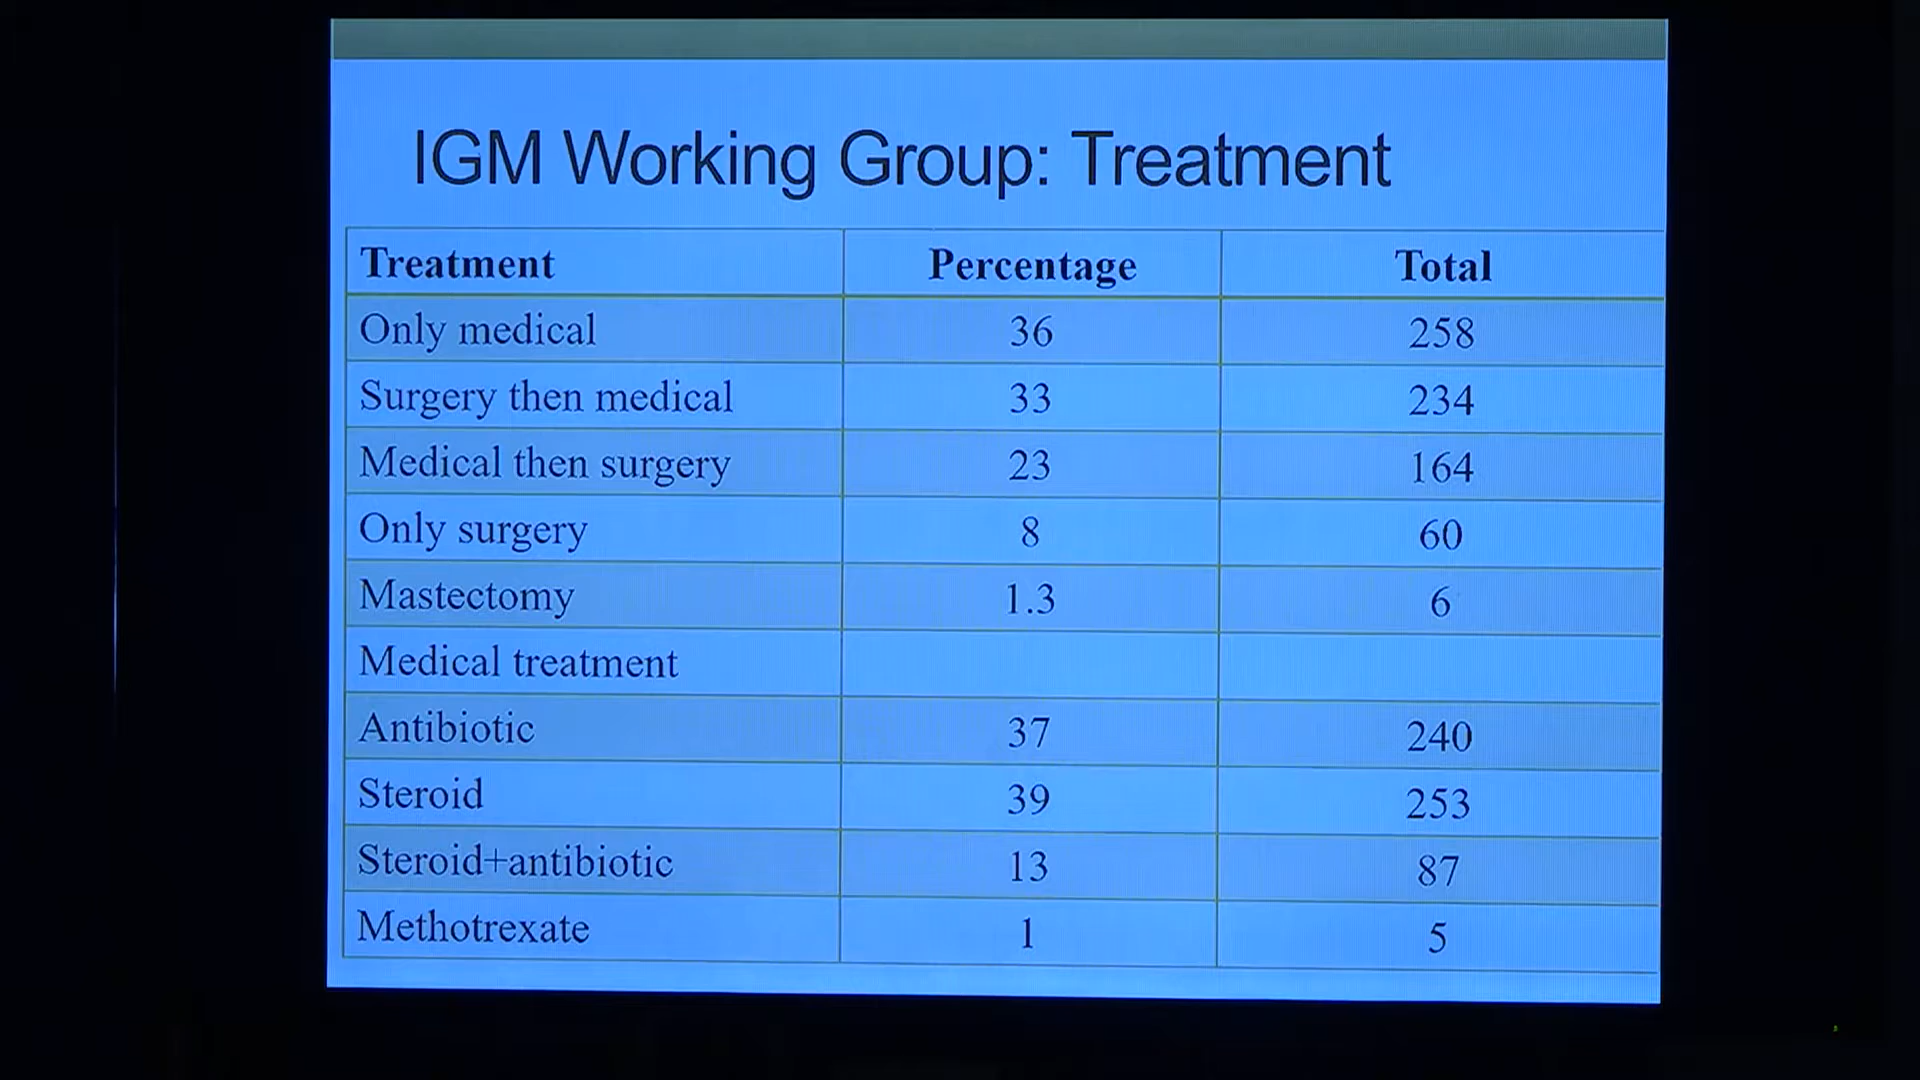 IGM Working Group: Treatment
Treatment Percentage Total
Only medical 36 258
Surgery then medical 33 234
Medical then surgery 23 164
Only surgery 8 60
Mastectomy 1.3 6
Medical treatment
Antibiotic 37 240
Steroid 39 253
Steroid+antibiotic 13 87
Methotrexate 1 5